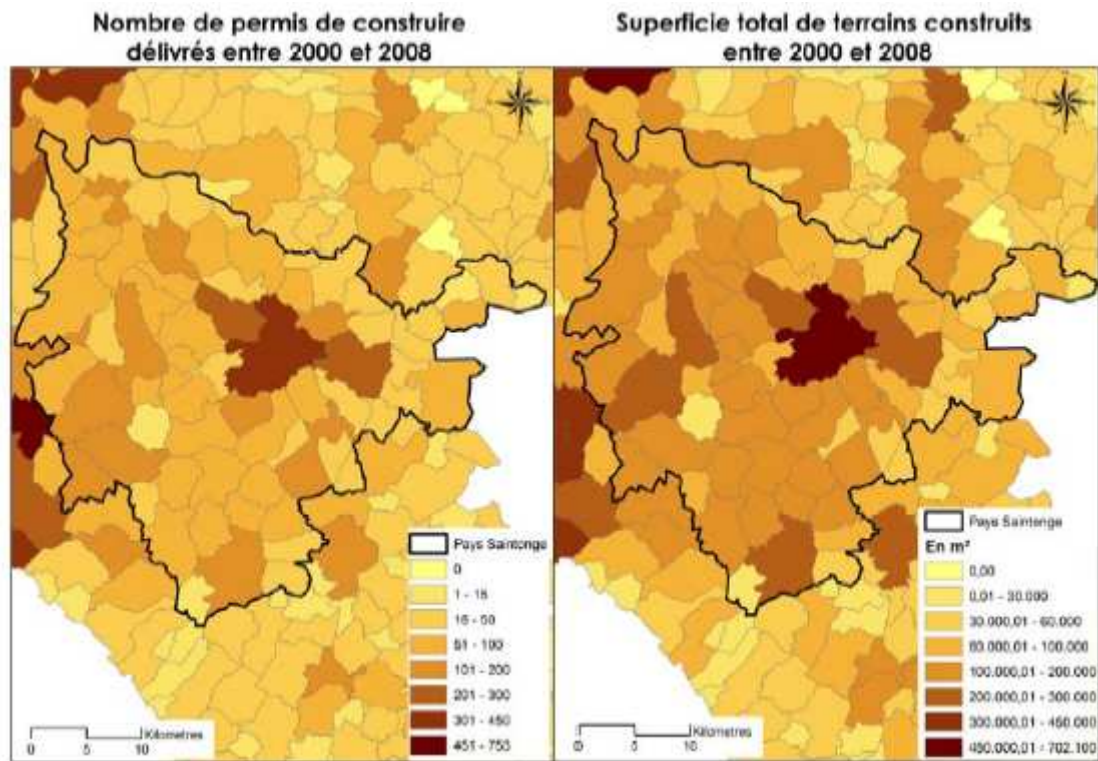 Nombre de permis de construire
délivrés entre 2000 et 2008
Superficie total de terrains construits
entre 2000 et 2008
Pays Saintonge
0
1 - 15
16 - 50
51 - 100
101 - 200
201 - 300
301 - 450
451 - 753
Kilometres
0 5 10
Pays Saintonge
En m²
0,00
0,01 - 30.000
30.000,01 - 60.000
60.000,01 - 100.000
100.000,01 - 200.000
200.000,01 - 300.000
300.000,01 - 450.000
450.000,01 - 702.100
Kilometres
0 5 10